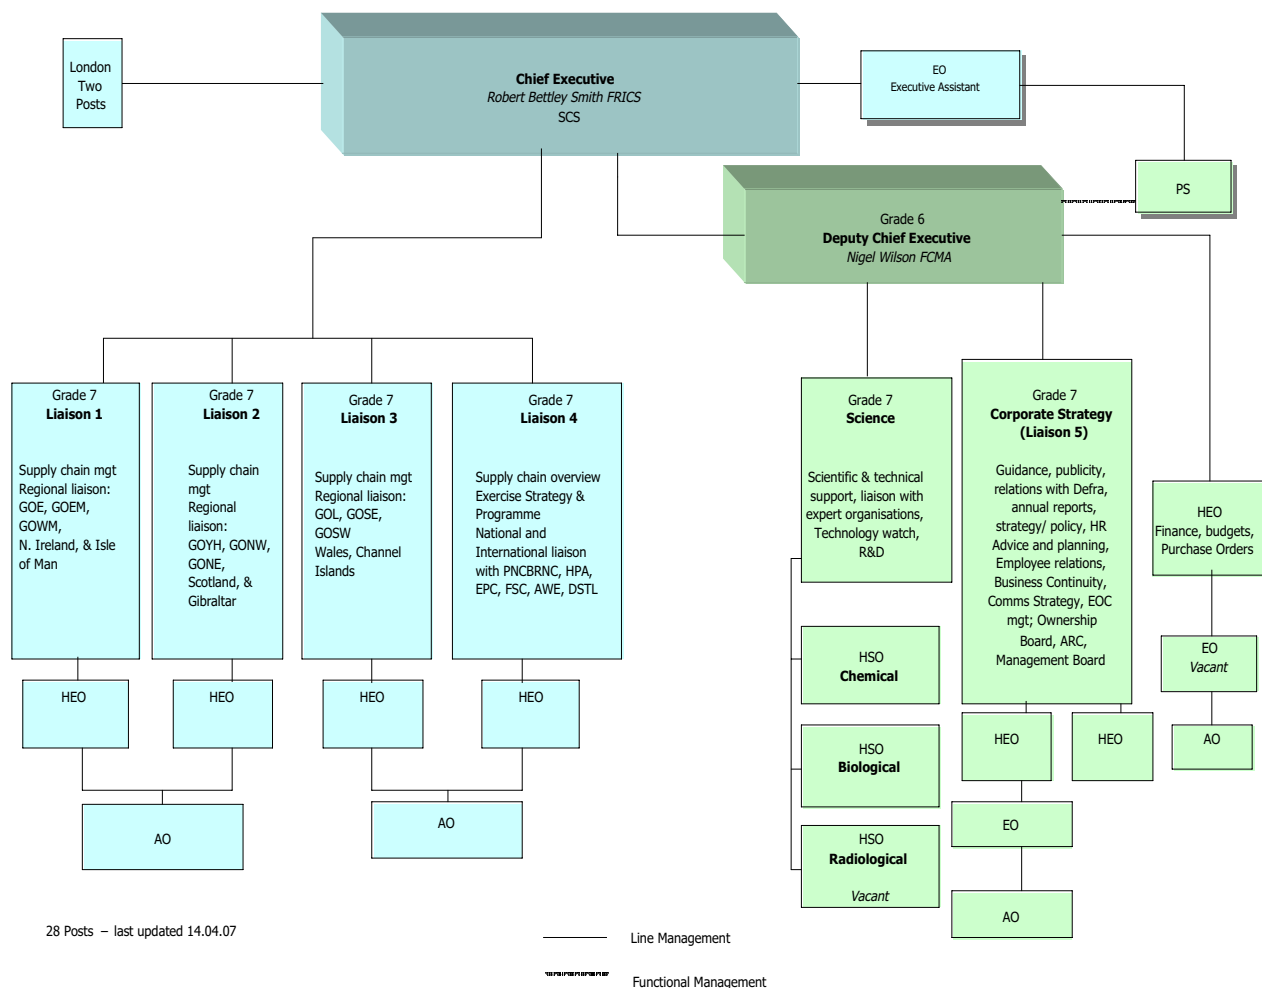 London
Two
Posts
Chief Executive
Robert Bettley Smith FRICS
SCS
EO
Executive Assistant
PS
Grade 6
Deputy Chief Executive
Nigel Wilson FCMA
Grade 7
Liaison 1
Supply chain mgt
Regional liaison:
GOE, GOEM,
GOWM,
N. Ireland, & Isle
of Man
Grade 7
Liaison 2
Supply chain
mgt
Regional
liaison:
GOYH, GONW,
GONE,
Scotland, &
Gibraltar
Grade 7
Liaison 3
Supply chain mgt
Regional liaison:
GOL, GOSE,
GOSW
Wales, Channel
Islands
Grade 7
Liaison 4
Supply chain overview
Exercise Strategy &
Programme
National and
International liaison
with PNCBRNC, HPA,
EPC, FSC, AWE, DSTL
Grade 7
Science
Scientific & technical
support, liaison with
expert organisations,
Technology watch,
R&D
Grade 7
Corporate Strategy
(Liaison 5)
Guidance, publicity,
relations with Defra,
annual reports,
strategy/ policy, HR
Advice and planning,
Employee relations,
Business Continuity,
Comms Strategy, EOC
mgt; Ownership
Board, ARC,
Management Board
HEO
Finance, budgets,
Purchase Orders
EO
Vacant
AO
HEO
HEO
HEO
HEO
AO
AO
HSO
Chemical
HSO
Biological
HSO
Radiological
Vacant
HEO
HEO
EO
AO
28 Posts – last updated 14.04.07
Line Management
Functional Management